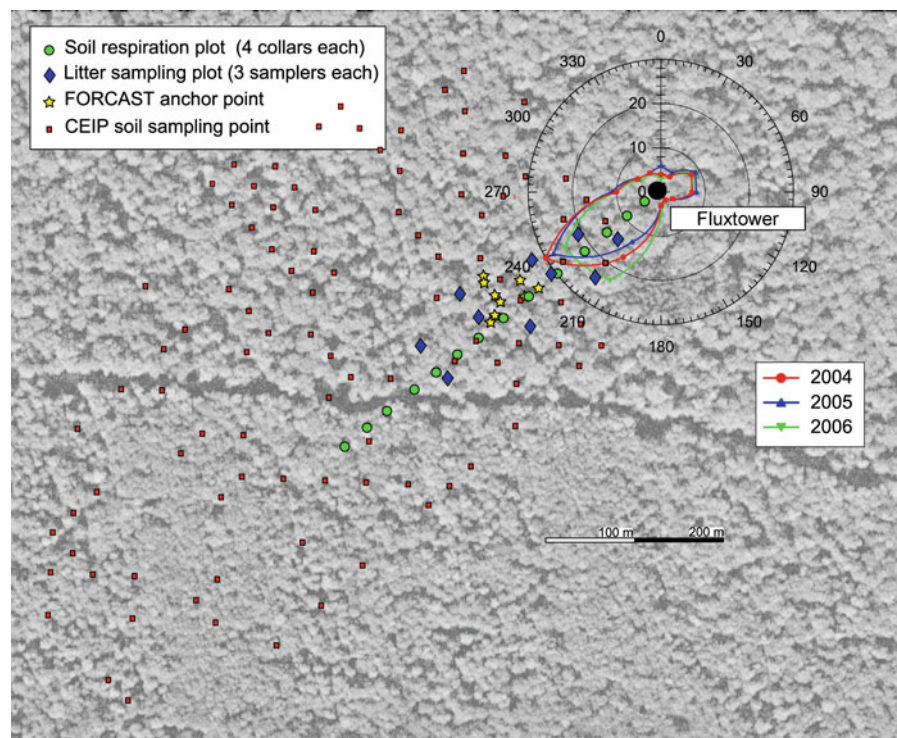 Soil respiration plot (4 collars each)
Litter sampling plot (3 samplers each)
FORCAST anchor point
CEIP soil sampling point
0
330
30
300
20
60
10
270
0
90
Fluxtower
240
120
210
150
180
2004
2005
2006
100 m
200 m